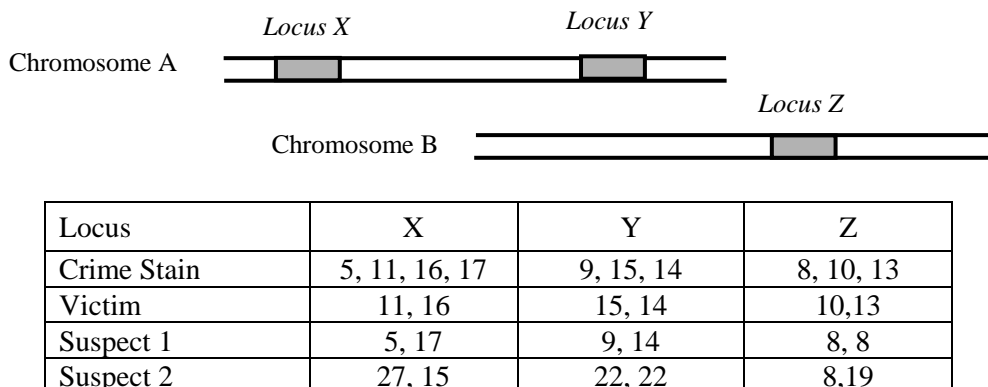 Locus X Locus Y
Chromosome A
Locus Z
Chromosome B
Locus X Y Z
Crime Stain 5, 11, 16, 17 9, 15, 14 8, 10, 13
Victim 11, 16 15, 14 10,13
Suspect 1 5, 17 9, 14 8, 8
Suspect 2 27, 15 22, 22 8,19